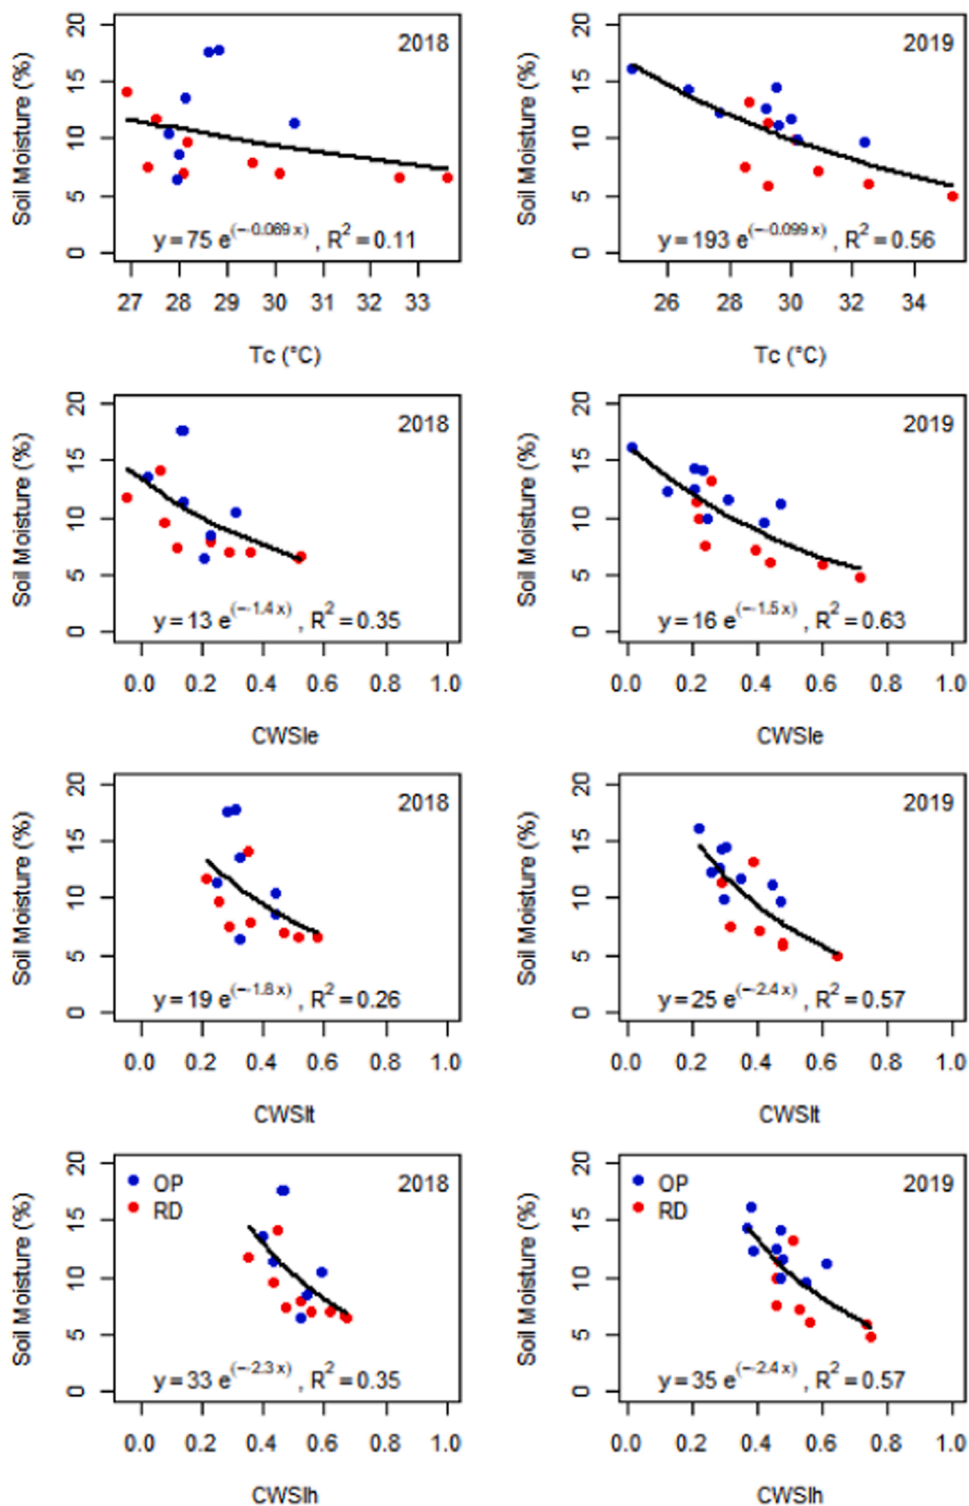 2018
2019
Soil Moisture (%)
Soil Moisture (%)
20
15
10
5
0
20
15
10
5
0
y = 75 e^(−0.069 x) , R² = 0.11
y = 193 e^(−0.099 x) , R² = 0.56
27 28 29 30 31 32 33
26 28 30 32 34
Tc (°C)
Tc (°C)
2018
2019
Soil Moisture (%)
Soil Moisture (%)
20
15
10
5
0
20
15
10
5
0
y = 13 e^(−1.4 x) , R² = 0.35
y = 16 e^(−1.5 x) , R² = 0.63
0.0 0.2 0.4 0.6 0.8 1.0
0.0 0.2 0.4 0.6 0.8 1.0
CWSIe
CWSIe
2018
2019
Soil Moisture (%)
Soil Moisture (%)
20
15
10
5
0
20
15
10
5
0
y = 19 e^(−1.8 x) , R² = 0.26
y = 25 e^(−2.4 x) , R² = 0.57
0.0 0.2 0.4 0.6 0.8 1.0
0.0 0.2 0.4 0.6 0.8 1.0
CWSIt
CWSIt
OP
RD
2018
OP
RD
2019
Soil Moisture (%)
Soil Moisture (%)
20
15
10
5
0
20
15
10
5
0
y = 33 e^(−2.3 x) , R² = 0.35
y = 35 e^(−2.4 x) , R² = 0.57
0.0 0.2 0.4 0.6 0.8 1.0
0.0 0.2 0.4 0.6 0.8 1.0
CWSIh
CWSIh